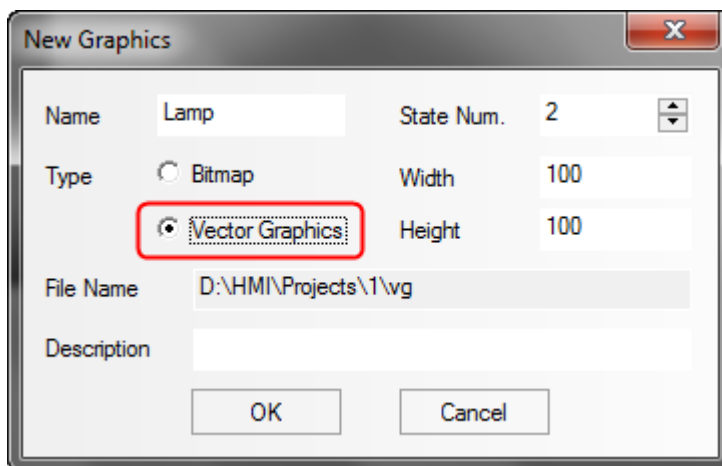 New Graphics
Name Lamp State Num. 2
Type Bitmap Width 100
Vector Graphics Height 100
File Name D:\HMI\Projects\1\vg
Description
OK Cancel